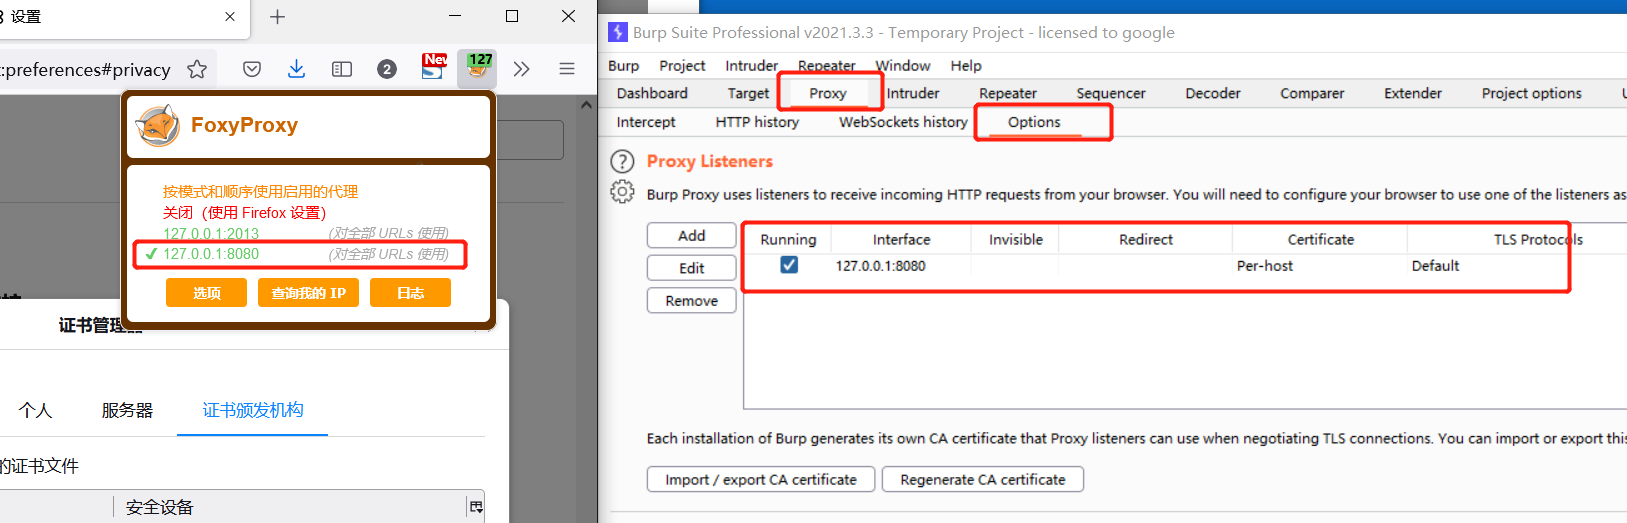 设置
:preferences#privacy
2
New
127
FoxyProxy
按模式和顺序使用启用的代理
关闭（使用 Firefox 设置）
127.0.0.1:2013 (对全部 URLs 使用)
127.0.0.1:8080 (对全部 URLs 使用)
选项 查询我的 IP 日志
证书管理器
个人 服务器 证书颁发机构
的证书文件
安全设备
Burp Suite Professional v2021.3.3 - Temporary Project - licensed to google
Burp Project Intruder Repeater Window Help
Dashboard Target Proxy Intruder Repeater Sequencer Decoder Comparer Extender Project options U
Intercept HTTP history WebSockets history Options
? Proxy Listeners
Burp Proxy uses listeners to receive incoming HTTP requests from your browser. You will need to configure your browser to use one of the listeners as
Add
Edit
Remove
Running Interface Invisible Redirect Certificate TLS Protocols
127.0.0.1:8080 Per-host Default
Each installation of Burp generates its own CA certificate that Proxy listeners can use when negotiating TLS connections. You can import or export this
Import / export CA certificate Regenerate CA certificate